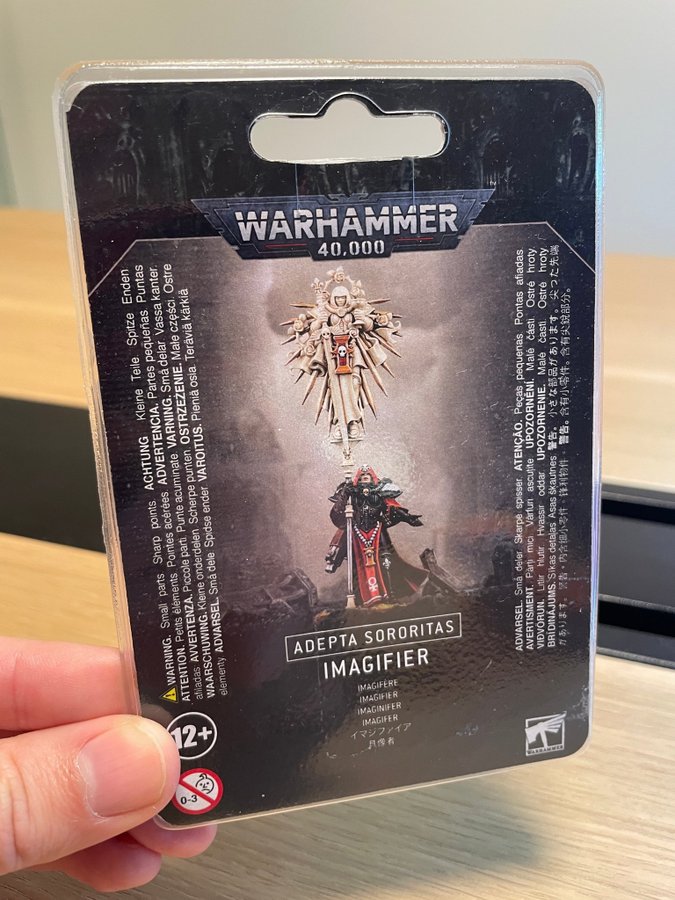 WARHAMMER
40,000
WARNING. Small parts Sharp points ACHTUNG. Kleine Teile. Spitze Enden
ATTENTION. Petits éléments Pointes acérées ADVERTENCIA. Partes pequeñas. Puntas
afiladas AVVERTENZA. Piccole parti. Punte acuminate VARNING. Små delar Vassa kanter.
WAARSCHUWING. Kleine onderdelen. Scherpe punten. OSTRZEŻENIE. Małe części. Ostre
elementy ADVARSEL. Små dele Spidse ender. VAROITUS. Pieniä osia. Teräviä kärkiä
ADVARSEL. Små deler Skarpe spisser. ATENÇÃO. Peças pequenas. Pontas afiadas.
AVERTISMENT. Părți mici. Vârfuri ascuțite UPOZORNĚNÍ. Malé části. Ostré hroty.
VIÐVÖRUN. Litlir hlutir. Hvassir oddar. UPOZORNENIE. Malé časti. Ostré hroty.
BRĪDINĀJUMS. Sīkas detaļas Asas šķautnes 警告。小さな部品があります。尖った先端
があります。警告。内含细小零件。锋利物件。警告。含有小零件。含有尖銳部分。
ADEPTA SORORITAS
IMAGIFIER
IMAGIFÈRE
IMAGIFIER
IMAGINIFER
IMAGIFER
イマジファイア
具像者
12+
0-3
WARHAMMER